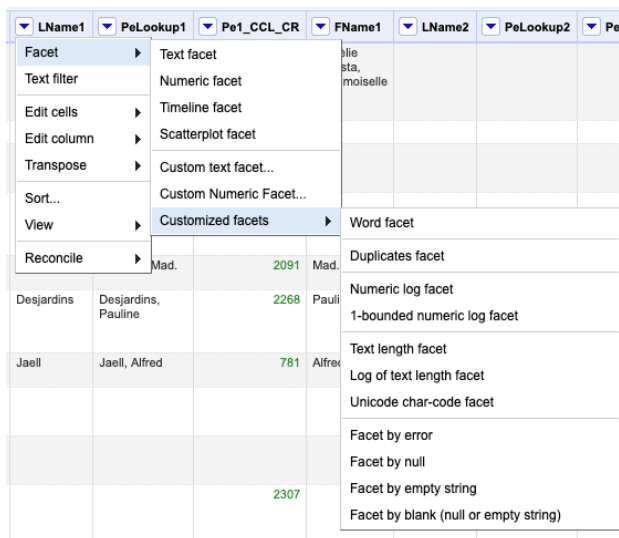 LName1 PeLookup1 Pe1_CCL_CR FName1 LName2 PeLookup2 Pe
Facet
Text filter
Edit cells
Edit column
Transpose
Sort...
View
Reconcile
Text facet
Numeric facet
Timeline facet
Scatterplot facet
Custom text facet...
Custom Numeric Facet...
Customized facets
Word facet
Duplicates facet
Numeric log facet
1-bounded numeric log facet
Text length facet
Log of text length facet
Unicode char-code facet
Facet by error
Facet by null
Facet by empty string
Facet by blank (null or empty string)
Mad. 2091 Mad.
Desjardins Desjardins, 2268
Pauline
Jaell Jaell, Alfred 781
2307